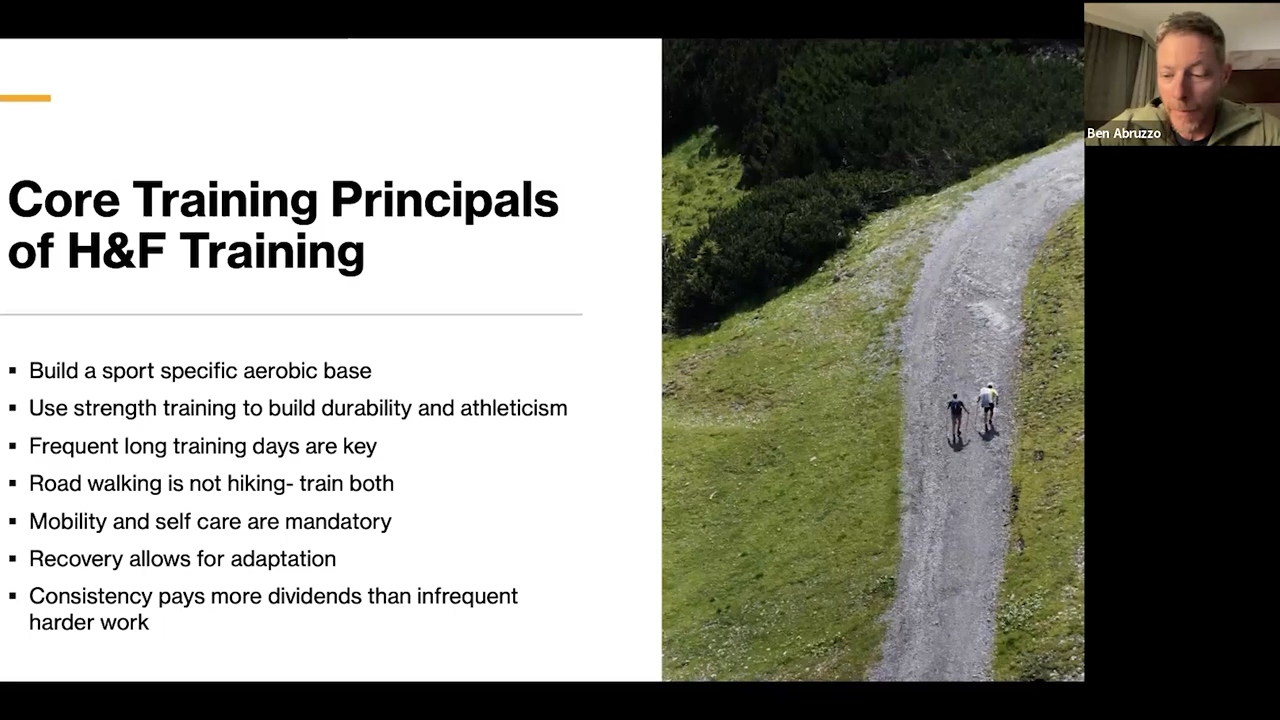 Core Training Principals
of H&F Training
▪ Build a sport specific aerobic base
▪ Use strength training to build durability and athleticism
▪ Frequent long training days are key
▪ Road walking is not hiking- train both
▪ Mobility and self care are mandatory
▪ Recovery allows for adaptation
▪ Consistency pays more dividends than infrequent
harder work
Ben Abruzzo